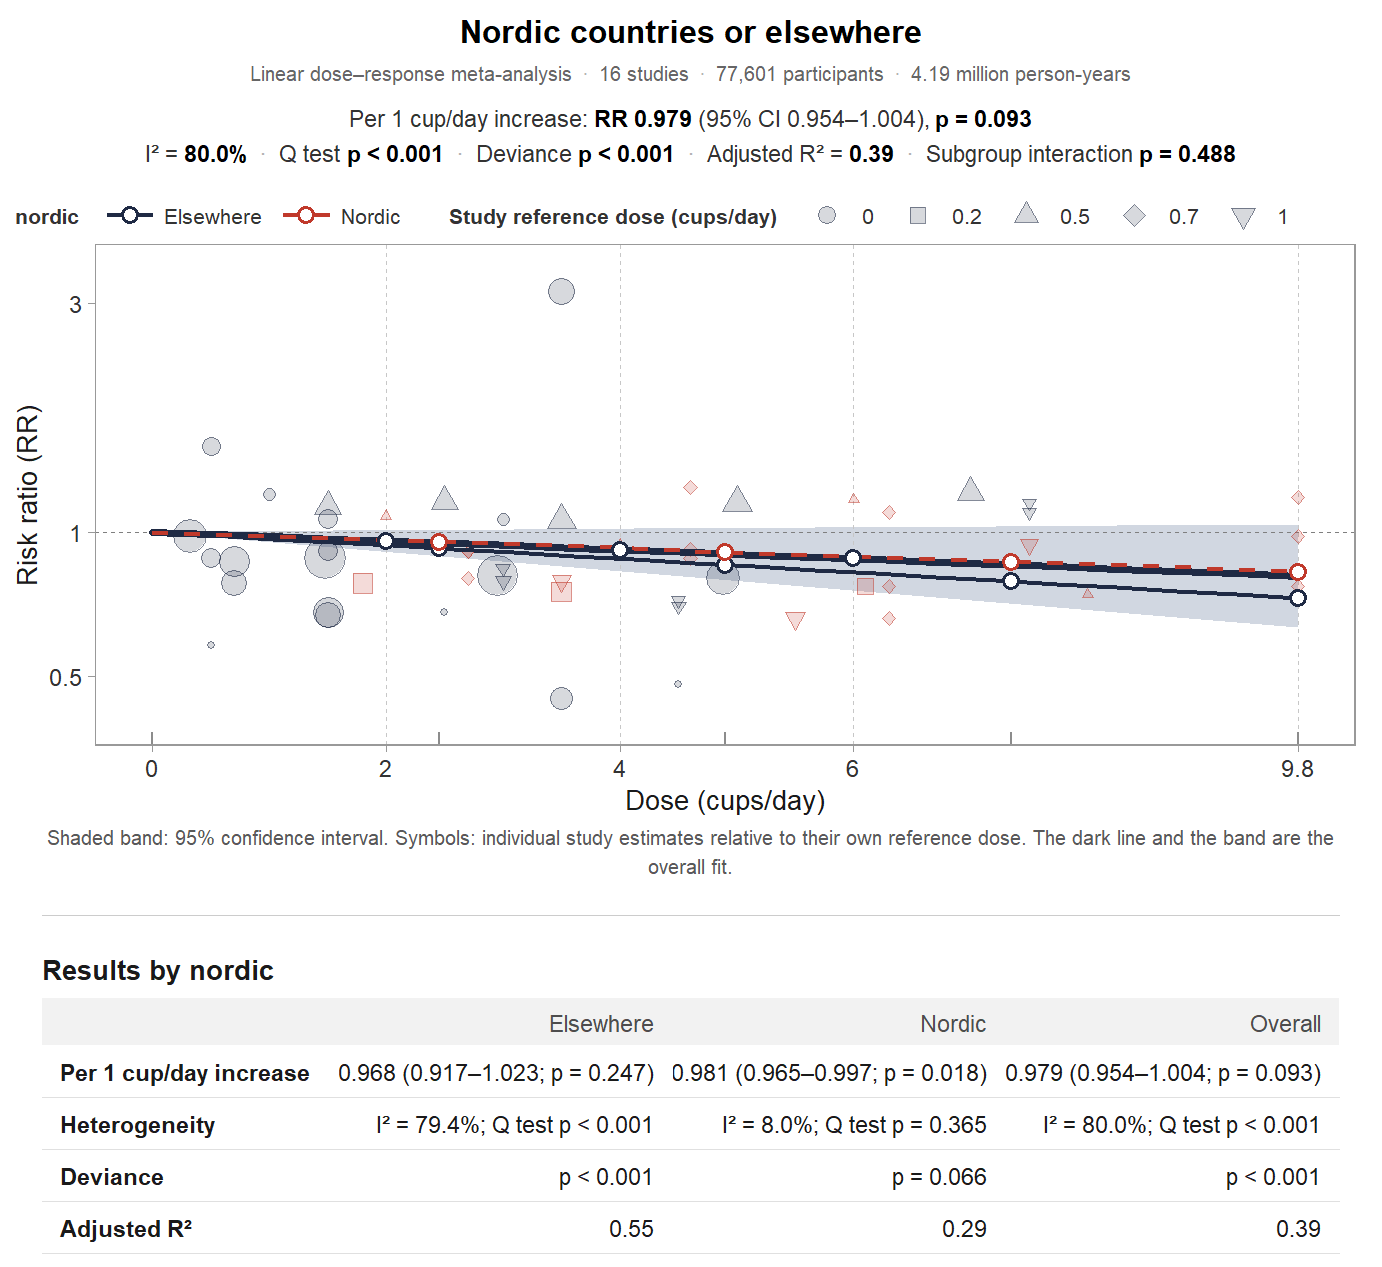 Nordic countries or elsewhere
Linear dose–response meta-analysis · 16 studies · 77,601 participants · 4.19 million person-years
Per 1 cup/day increase: RR 0.979 (95% CI 0.954–1.004), p = 0.093
I² = 80.0% · Q test p < 0.001 · Deviance p < 0.001 · Adjusted R² = 0.39 · Subgroup interaction p = 0.488
nordic Elsewhere Nordic Study reference dose (cups/day) 0 0.2 0.5 0.7 1
3
1
0.5
Risk ratio (RR)
0 2 4 6 9.8
Dose (cups/day)
Shaded band: 95% confidence interval. Symbols: individual study estimates relative to their own reference dose. The dark line and the band are the
overall fit.
Results by nordic
Elsewhere Nordic Overall
Per 1 cup/day increase 0.968 (0.917–1.023; p = 0.247) 0.981 (0.965–0.997; p = 0.018) 0.979 (0.954–1.004; p = 0.093)
Heterogeneity I² = 79.4%; Q test p < 0.001 I² = 8.0%; Q test p = 0.365 I² = 80.0%; Q test p < 0.001
Deviance p < 0.001 p = 0.066 p < 0.001
Adjusted R² 0.55 0.29 0.39